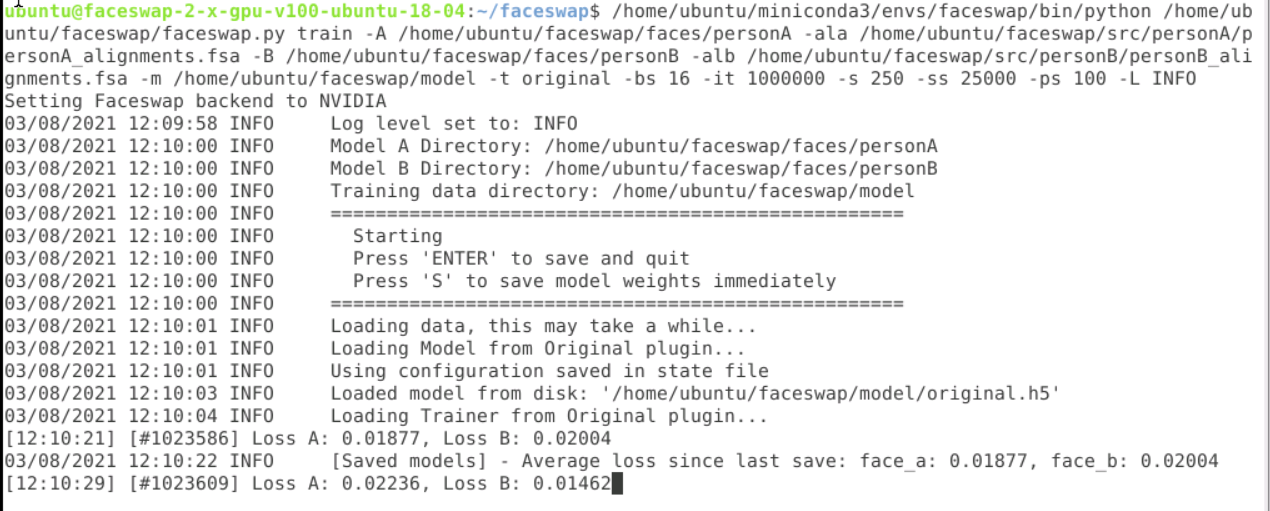 ubuntu@faceswap-2-x-gpu-v100-ubuntu-18-04:~/faceswap$ /home/ubuntu/miniconda3/envs/faceswap/bin/python /home/ub
untu/faceswap/faceswap.py train -A /home/ubuntu/faceswap/faces/personA -ala /home/ubuntu/faceswap/src/personA/p
ersonA_alignments.fsa -B /home/ubuntu/faceswap/faces/personB -alb /home/ubuntu/faceswap/src/personB/personB_ali
gnments.fsa -m /home/ubuntu/faceswap/model -t original -bs 16 -it 1000000 -s 250 -ss 25000 -ps 100 -L INFO
Setting Faceswap backend to NVIDIA
03/08/2021 12:09:58 INFO     Log level set to: INFO
03/08/2021 12:10:00 INFO     Model A Directory: /home/ubuntu/faceswap/faces/personA
03/08/2021 12:10:00 INFO     Model B Directory: /home/ubuntu/faceswap/faces/personB
03/08/2021 12:10:00 INFO     Training data directory: /home/ubuntu/faceswap/model
03/08/2021 12:10:00 INFO     ===================================================
03/08/2021 12:10:00 INFO       Starting
03/08/2021 12:10:00 INFO       Press 'ENTER' to save and quit
03/08/2021 12:10:00 INFO       Press 'S' to save model weights immediately
03/08/2021 12:10:00 INFO     ===================================================
03/08/2021 12:10:01 INFO     Loading data, this may take a while...
03/08/2021 12:10:01 INFO     Loading Model from Original plugin...
03/08/2021 12:10:01 INFO     Using configuration saved in state file
03/08/2021 12:10:03 INFO     Loaded model from disk: '/home/ubuntu/faceswap/model/original.h5'
03/08/2021 12:10:04 INFO     Loading Trainer from Original plugin...
[12:10:21] [#1023586] Loss A: 0.01877, Loss B: 0.02004
03/08/2021 12:10:22 INFO     [Saved models] - Average loss since last save: face_a: 0.01877, face_b: 0.02004
[12:10:29] [#1023609] Loss A: 0.02236, Loss B: 0.01462